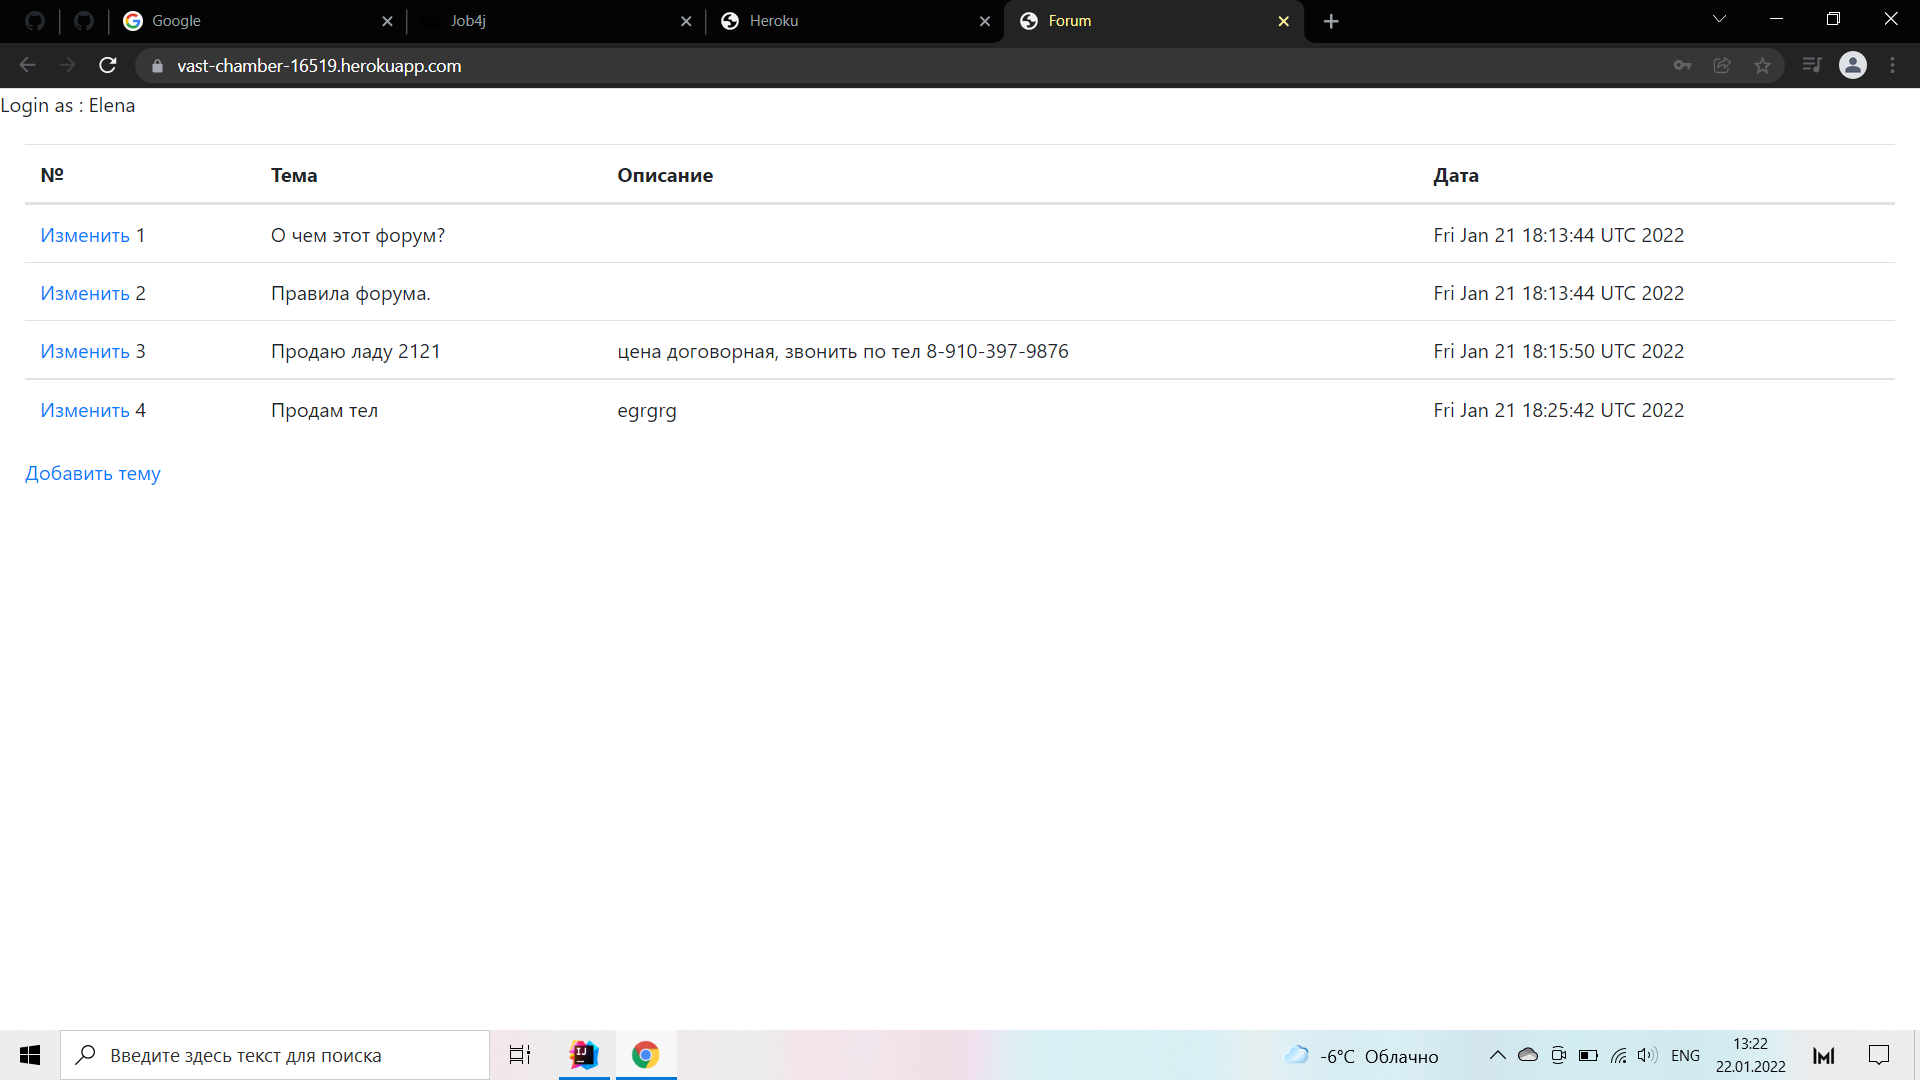 Google
Job4j
Heroku
Forum
vast-chamber-16519.herokuapp.com
Login as : Elena
№ Тема Описание Дата
Изменить 1 О чем этот форум? Fri Jan 21 18:13:44 UTC 2022
Изменить 2 Правила форума. Fri Jan 21 18:13:44 UTC 2022
Изменить 3 Продаю ладу 2121 цена договорная, звонить по тел 8-910-397-9876 Fri Jan 21 18:15:50 UTC 2022
Изменить 4 Продам тел egrgrg Fri Jan 21 18:25:42 UTC 2022
Добавить тему
Введите здесь текст для поиска
-6°C Облачно
ENG
13:22
22.01.2022